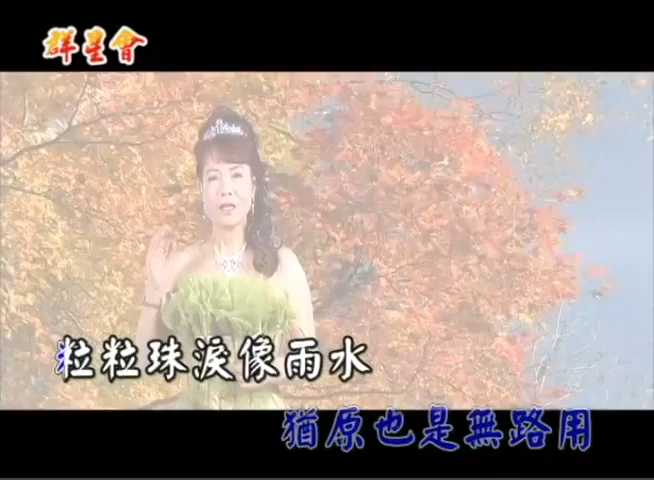 群星會
粒粒珠淚像雨水
猶原也是無路用